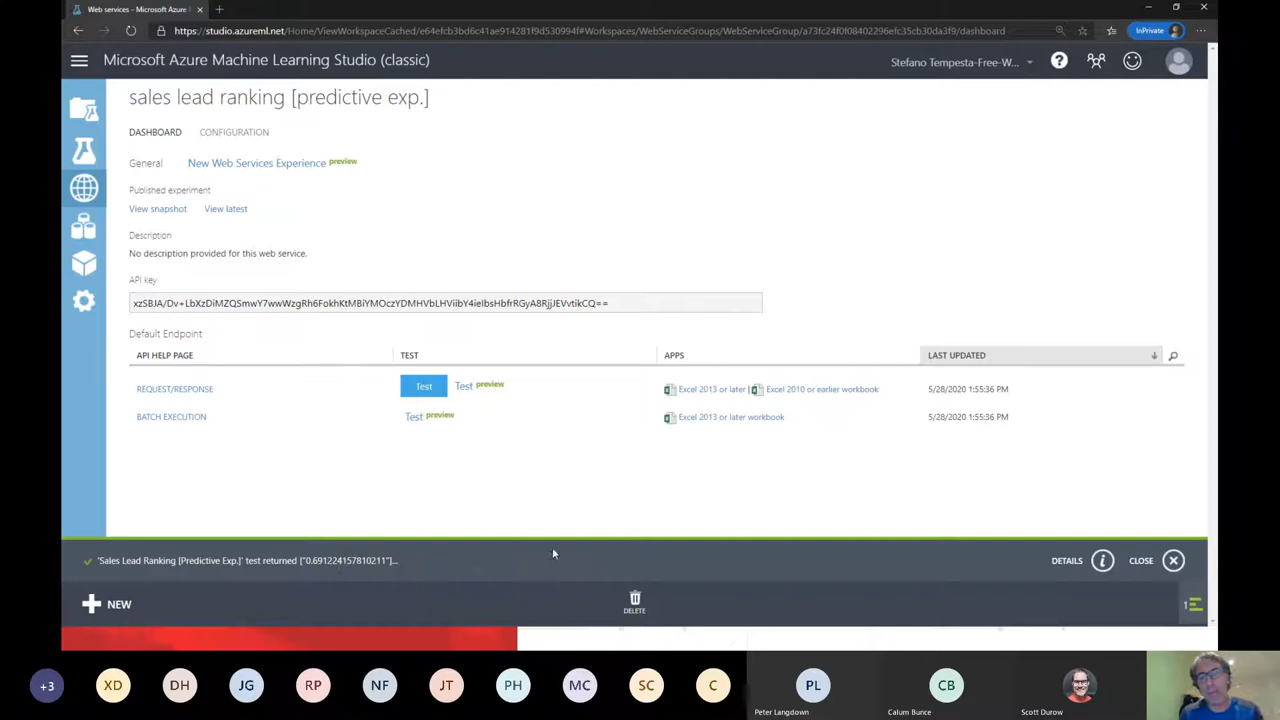 Web services - Microsoft Azure
https://studio.azureml.net/Home/ViewWorkspaceCached/e64efcb3bd6c41ae914281f9d530994f#Workspaces/WebServiceGroups/WebServiceGroup/a73fc24f0f08402296efc35cb30da3f9/dashboard
InPrivate
Microsoft Azure Machine Learning Studio (classic)
Stefano Tempesta-Free-W...
sales lead ranking [predictive exp.]
DASHBOARD CONFIGURATION
General New Web Services Experience preview
Published experiment
View snapshot View latest
Description
No description provided for this web service.
API key
Default Endpoint
API HELP PAGE TEST APPS LAST UPDATED
REQUEST/RESPONSE Test Test preview Excel 2013 or later | Excel 2010 or earlier workbook 5/28/2020 1:55:36 PM
BATCH EXECUTION Test preview Excel 2013 or later workbook 5/28/2020 1:55:36 PM
'Sales Lead Ranking [Predictive Exp.]' test returned ["0.691224157810211"]...
DETAILS CLOSE
NEW DELETE 1
+3 XD DH JG RP NF JT PH MC SC C PL CB
Peter Langdown Calum Bunce Scott Durow